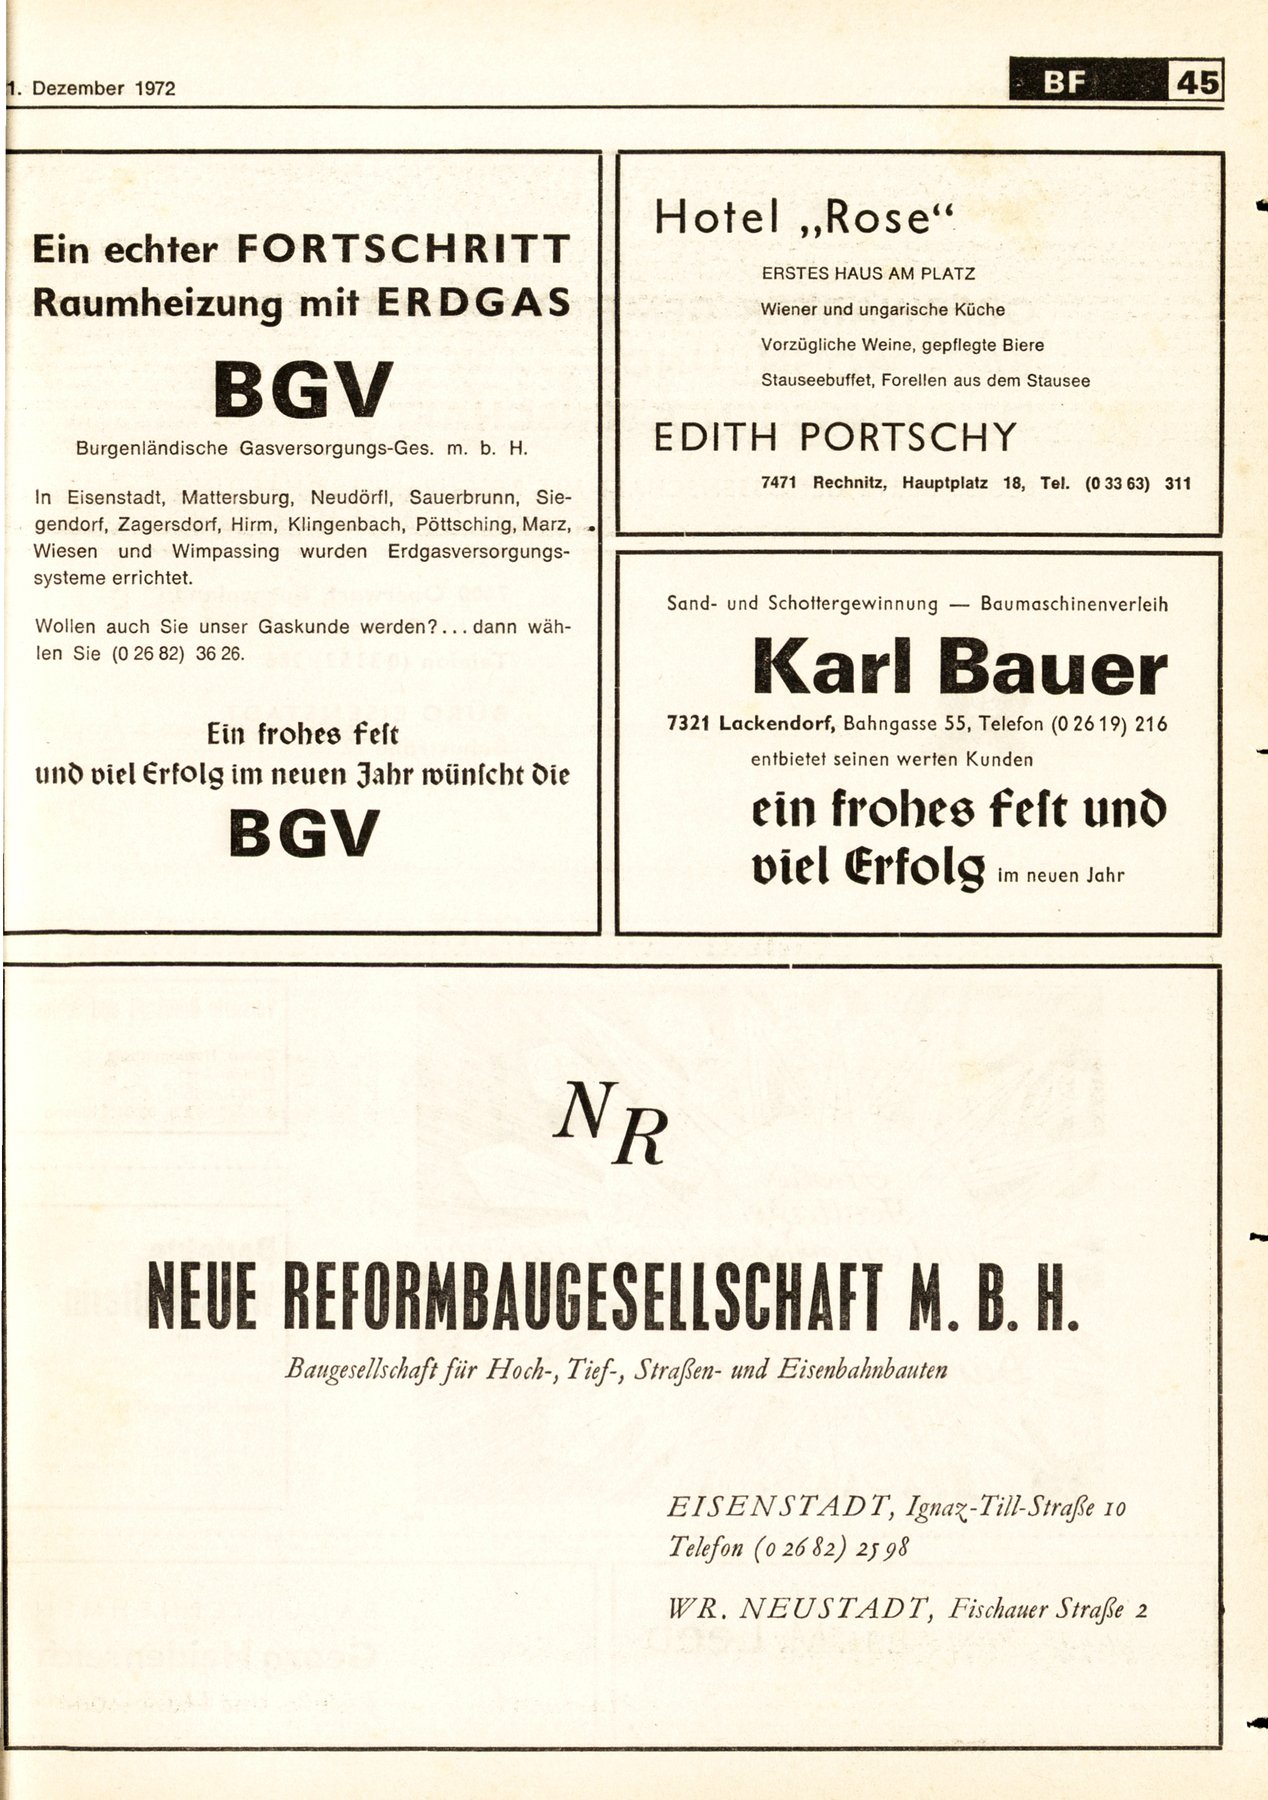 1. Dezember 1972
BF 45
Ein echter FORTSCHRITT
Raumheizung mit ERDGAS
BGV
Burgenländische Gasversorgungs-Ges. m. b. H.
In Eisenstadt, Mattersburg, Neudörfl, Sauerbrunn, Sie-
gendorf, Zagersdorf, Hirm, Klingenbach, Pöttsching, Marz,
Wiesen und Wimpassing wurden Erdgasversorgungs-
systeme errichtet.
Wollen auch Sie unser Gaskunde werden?... dann wäh-
len Sie (0 26 82) 36 26.
Ein frohes Fest
und viel Erfolg im neuen Jahr wünscht die
BGV
Hotel „Rose“
ERSTES HAUS AM PLATZ
Wiener und ungarische Küche
Vorzügliche Weine, gepflegte Biere
Stauseebuffet, Forellen aus dem Stausee
EDITH PORTSCHY
7471 Rechnitz, Hauptplatz 18, Tel. (0 33 63) 311
Sand- und Schottergewinnung — Baumaschinenverleih
Karl Bauer
7321 Lackendorf, Bahngasse 55, Telefon (0 26 19) 216
entbietet seinen werten Kunden
ein frohes Fest und
viel Erfolg im neuen Jahr
NR
NEUE REFORMBAUGESELLSCHAFT M. B. H.
Baugesellschaft für Hoch-, Tief-, Straßen- und Eisenbahnbauten
EISENSTADT, Ignaz-Till-Straße 10
Telefon (0 26 82) 25 98
WR. NEUSTADT, Fischauer Straße 2